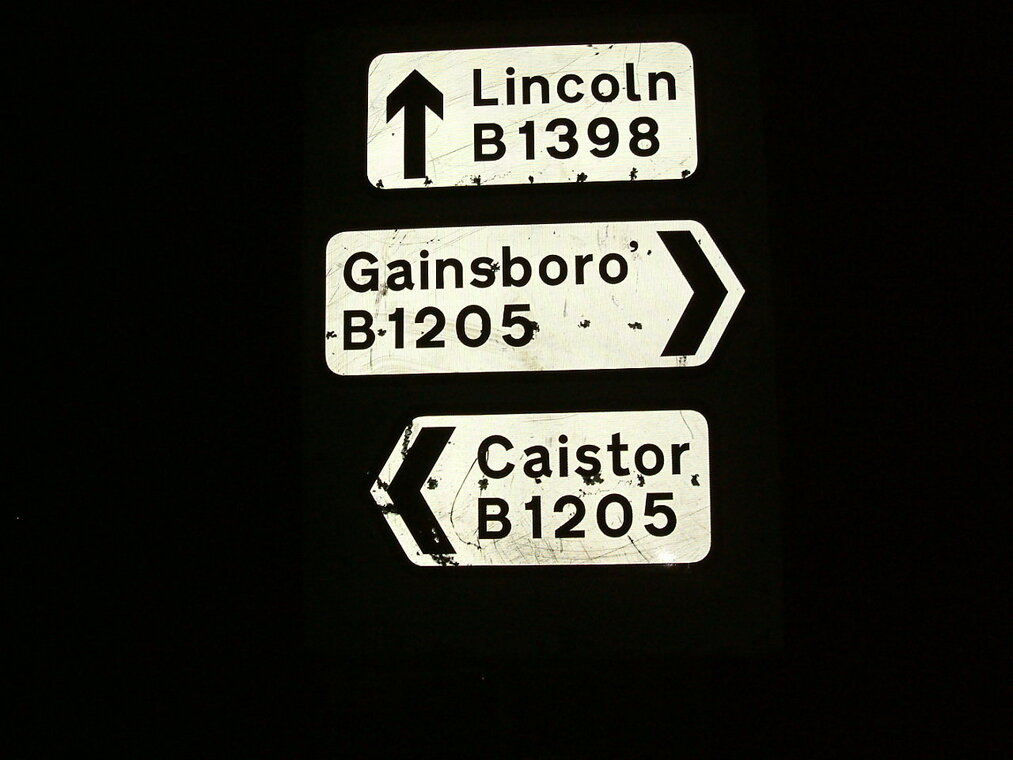 Lincoln
B1398
Gainsboro'
B1205
Caistor
B1205